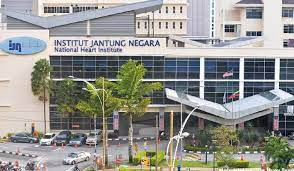 ijn
INSTITUT JANTUNG NEGARA
National Heart Institute